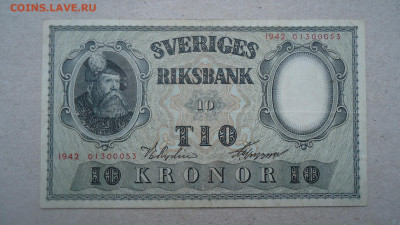 COINS.LAVE.RU
SVERIGES
1942 01300053
RIKSBANK
10
TIO
1942 01300053
10 KRONOR 10